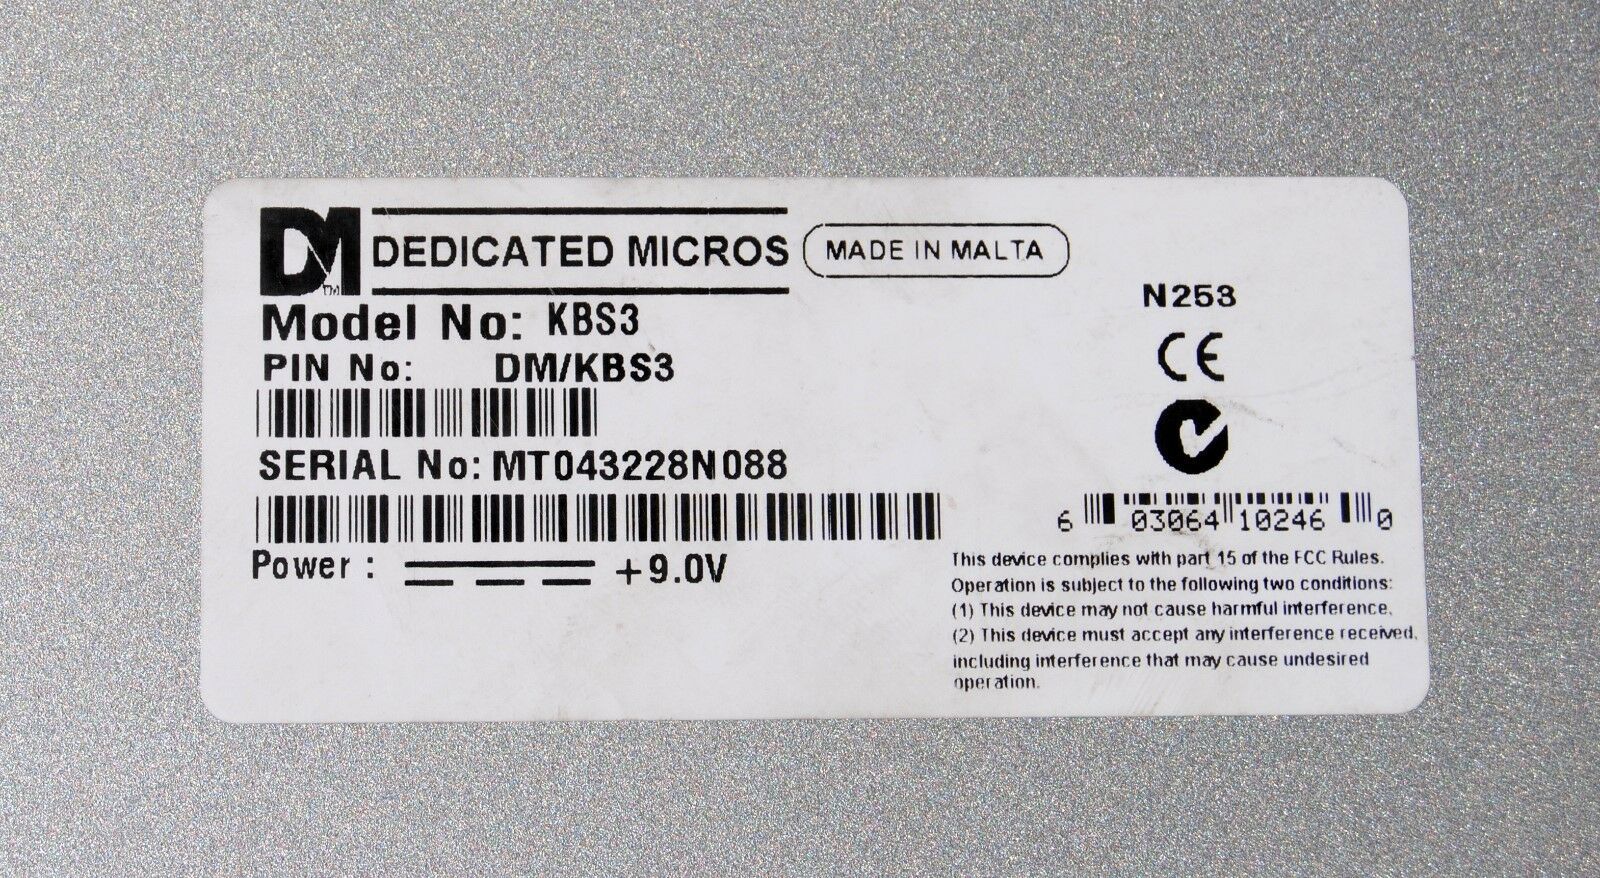 DM
TM
DEDICATED MICROS
MADE IN MALTA
Model No: KBS3
PIN No: DM/KBS3
SERIAL No: MT043228N088
Power : +9.0V
N253
CE
6 03064 10246 0
This device complies with part 15 of the FCC Rules.
Operation is subject to the following two conditions:
(1) This device may not cause harmful interference.
(2) This device must accept any interference received,
including interference that may cause undesired
operation.